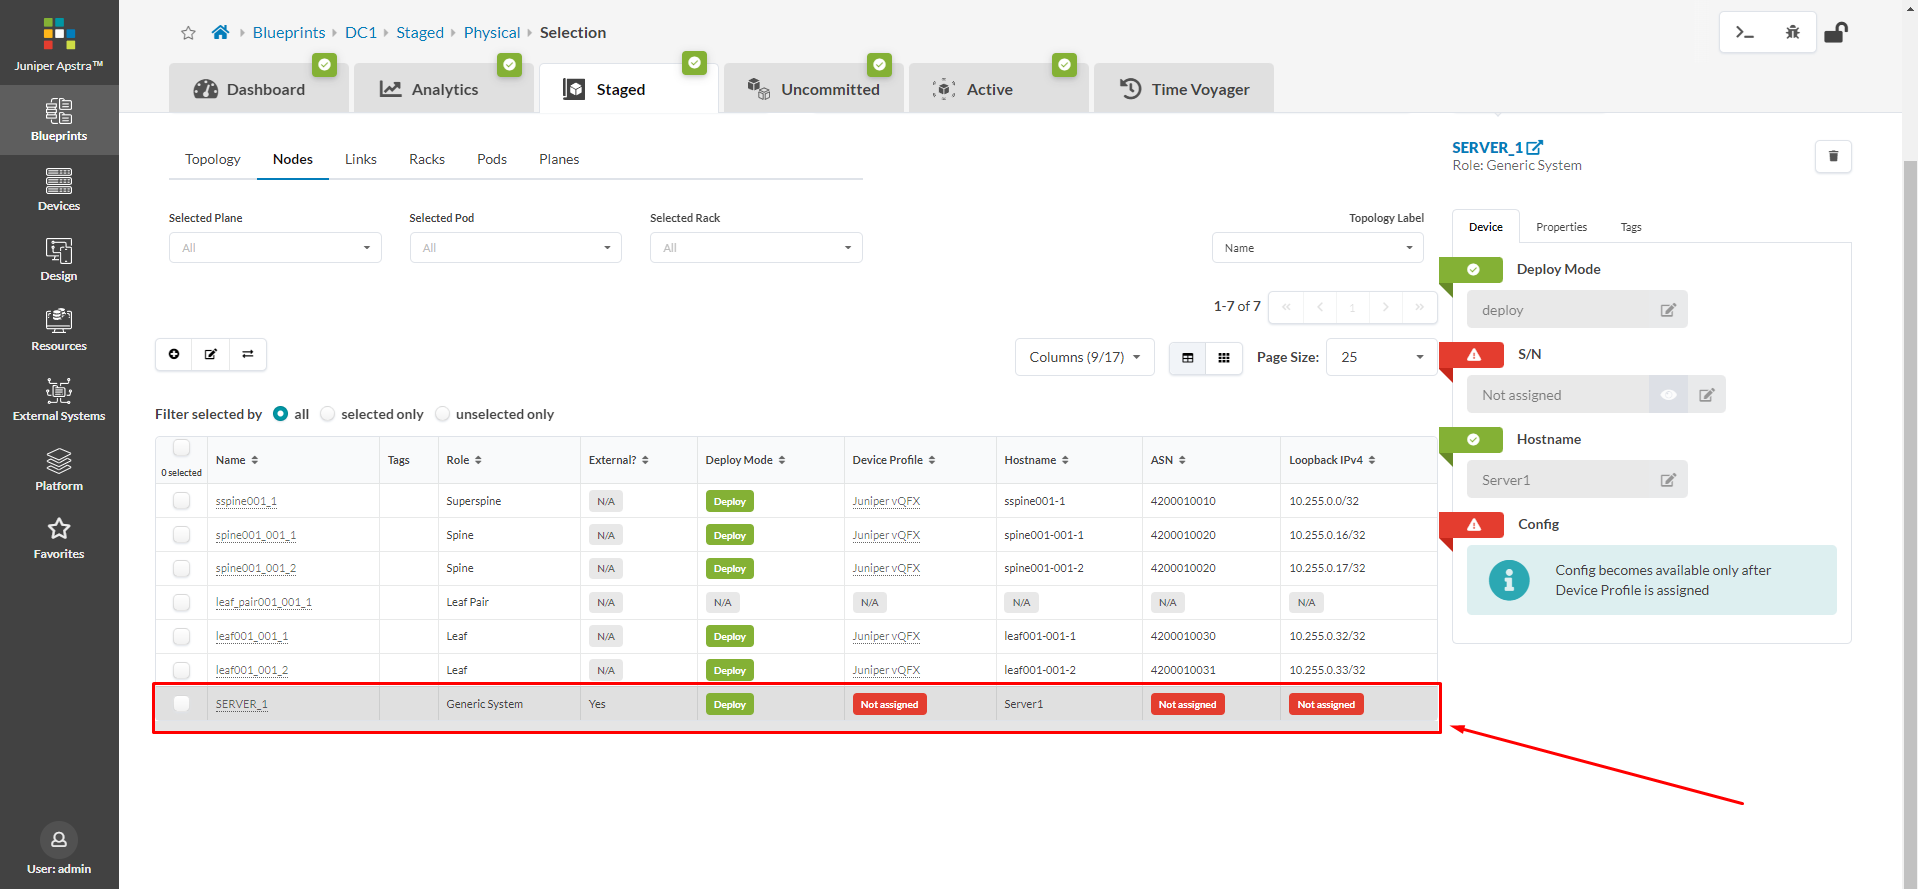 Juniper Apstra™
Blueprints
Devices
Design
Resources
External Systems
Platform
Favorites
User: admin
Blueprints DC1 Staged Physical Selection
Dashboard Analytics Staged Uncommitted Active Time Voyager
Topology Nodes Links Racks Pods Planes
Selected Plane Selected Pod Selected Rack Topology Label
All All All Name
1-7 of 7 « < 1 > »
Columns (9/17) Page Size: 25
Filter selected by all selected only unselected only
0 selected Name Tags Role External? Deploy Mode Device Profile Hostname ASN Loopback IPv4
sspine001_1 Superspine N/A Deploy Juniper vQFX sspine001-1 4200010010 10.255.0.0/32
spine001_001_1 Spine N/A Deploy Juniper vQFX spine001-001-1 4200010020 10.255.0.16/32
spine001_001_2 Spine N/A Deploy Juniper vQFX spine001-001-2 4200010020 10.255.0.17/32
leaf_pair001_001_1 Leaf Pair N/A N/A N/A N/A N/A N/A
leaf001_001_1 Leaf N/A Deploy Juniper vQFX leaf001-001-1 4200010030 10.255.0.32/32
leaf001_001_2 Leaf N/A Deploy Juniper vQFX leaf001-001-2 4200010031 10.255.0.33/32
SERVER_1 Generic System Yes Deploy Not assigned Server1 Not assigned Not assigned
SERVER_1
Role: Generic System
Device Properties Tags
Deploy Mode
deploy
S/N
Not assigned
Hostname
Server1
Config
Config becomes available only after
Device Profile is assigned